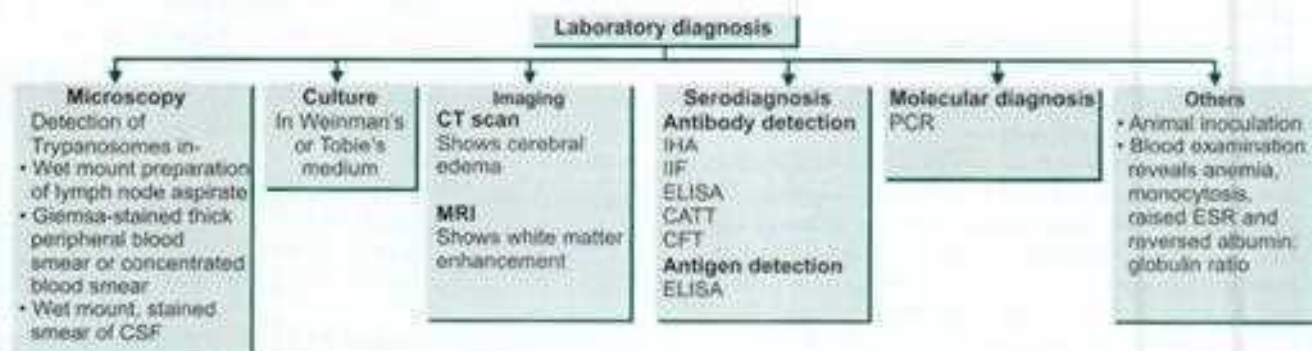 Laboratory diagnosis
Microscopy
Detection of
Trypanosomes in-
• Wet mount preparation
of lymph node aspirate
• Giemsa-stained thick
peripheral blood
smear or concentrated
blood smear
• Wet mount, stained
smear of CSF
Culture
In Weinman's
or Tobie's
medium
Imaging
CT scan
Shows cerebral
edema
MRI
Shows white matter
enhancement
Serodiagnosis
Antibody detection
IHA
IIF
ELISA
CATT
CFT
Antigen detection
ELISA
Molecular diagnosis
PCR
Others
• Animal inoculation
• Blood examination
reveals anemia,
monocytosis,
raised ESR and
reversed albumin:
globulin ratio